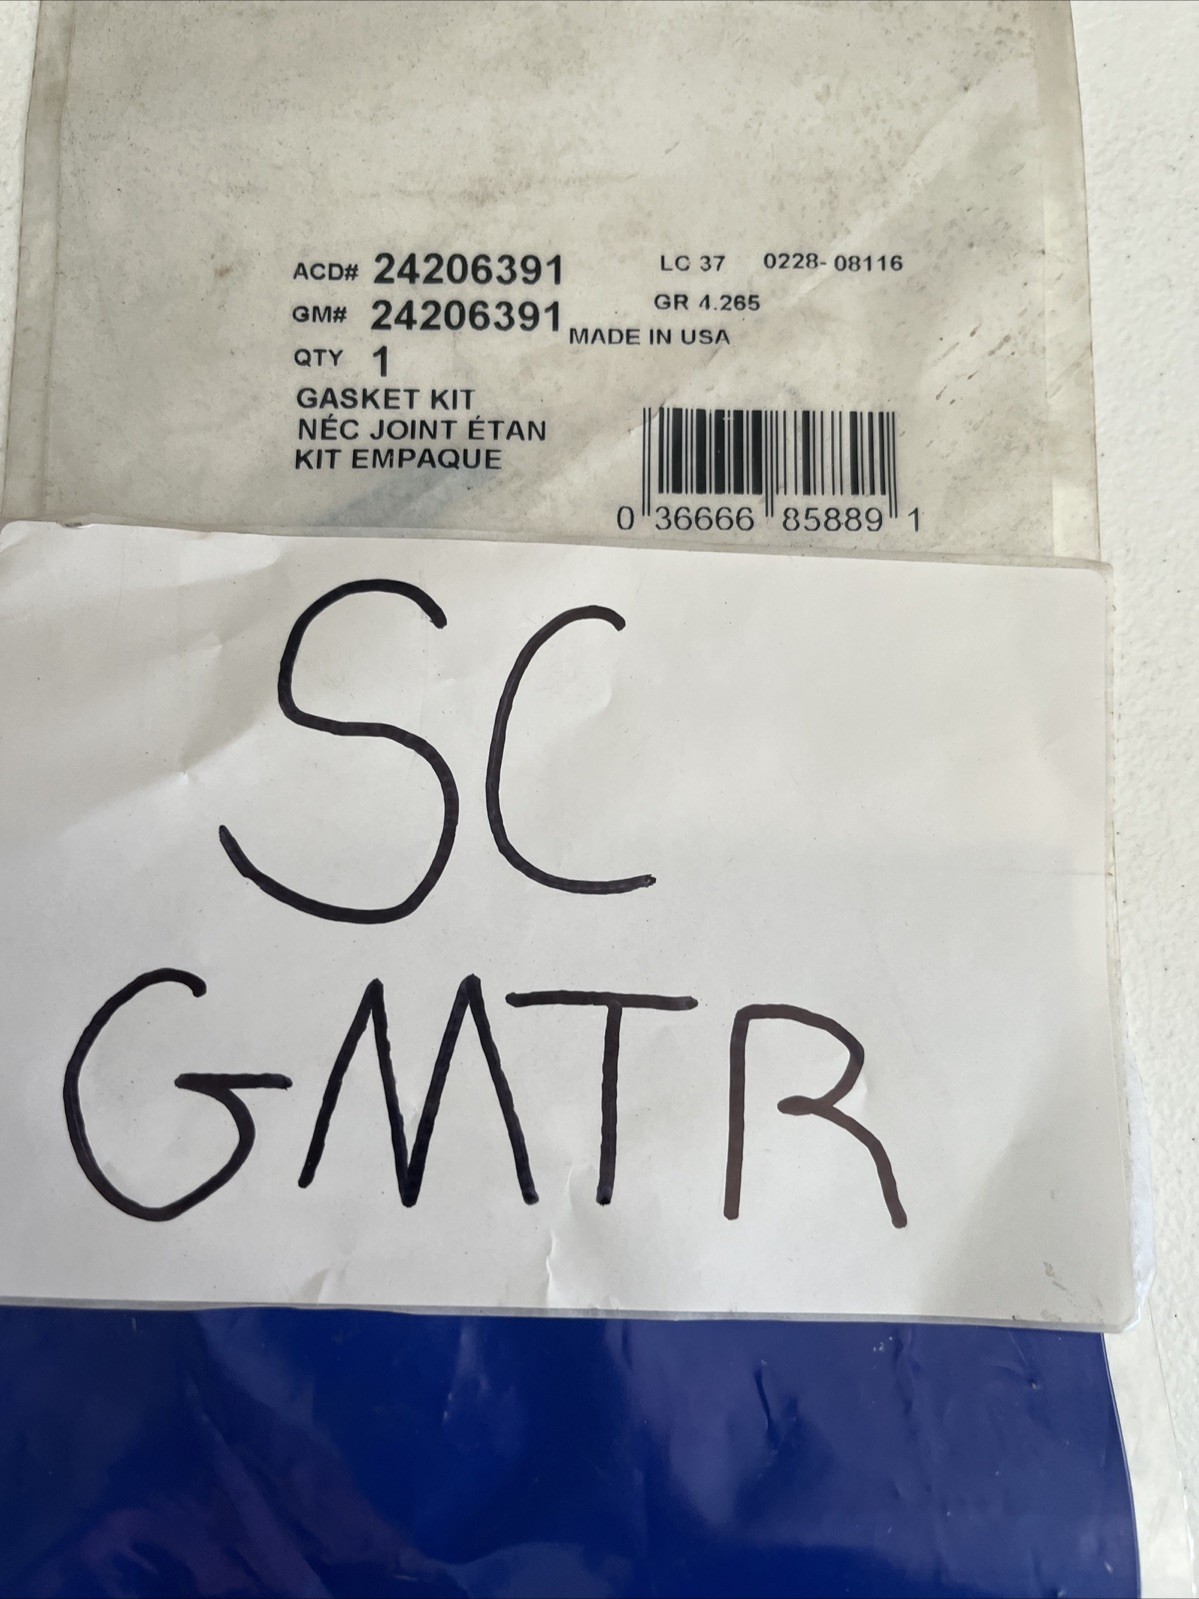 ACD# 24206391
LC 37 0228-08116
GM# 24206391
GR 4.265
MADE IN USA
QTY 1
GASKET KIT
NÉC JOINT ÉTAN
KIT EMPAQUE
0 36666 85889 1
SC
GMTR